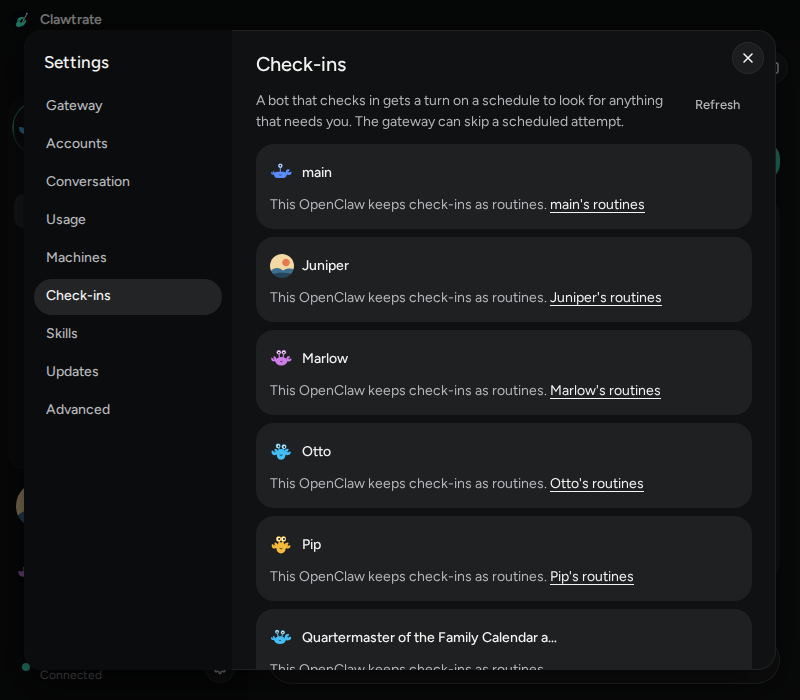 Clawtrate
Settings
Gateway
Accounts
Conversation
Usage
Machines
Check-ins
Skills
Updates
Advanced
Check-ins
A bot that checks in gets a turn on a schedule to look for anything
that needs you. The gateway can skip a scheduled attempt.
Refresh
main
This OpenClaw keeps check-ins as routines. main's routines
Juniper
This OpenClaw keeps check-ins as routines. Juniper's routines
Marlow
This OpenClaw keeps check-ins as routines. Marlow's routines
Otto
This OpenClaw keeps check-ins as routines. Otto's routines
Pip
This OpenClaw keeps check-ins as routines. Pip's routines
Quartermaster of the Family Calendar a...
This OpenClaw keeps check-ins as routines.
Connected